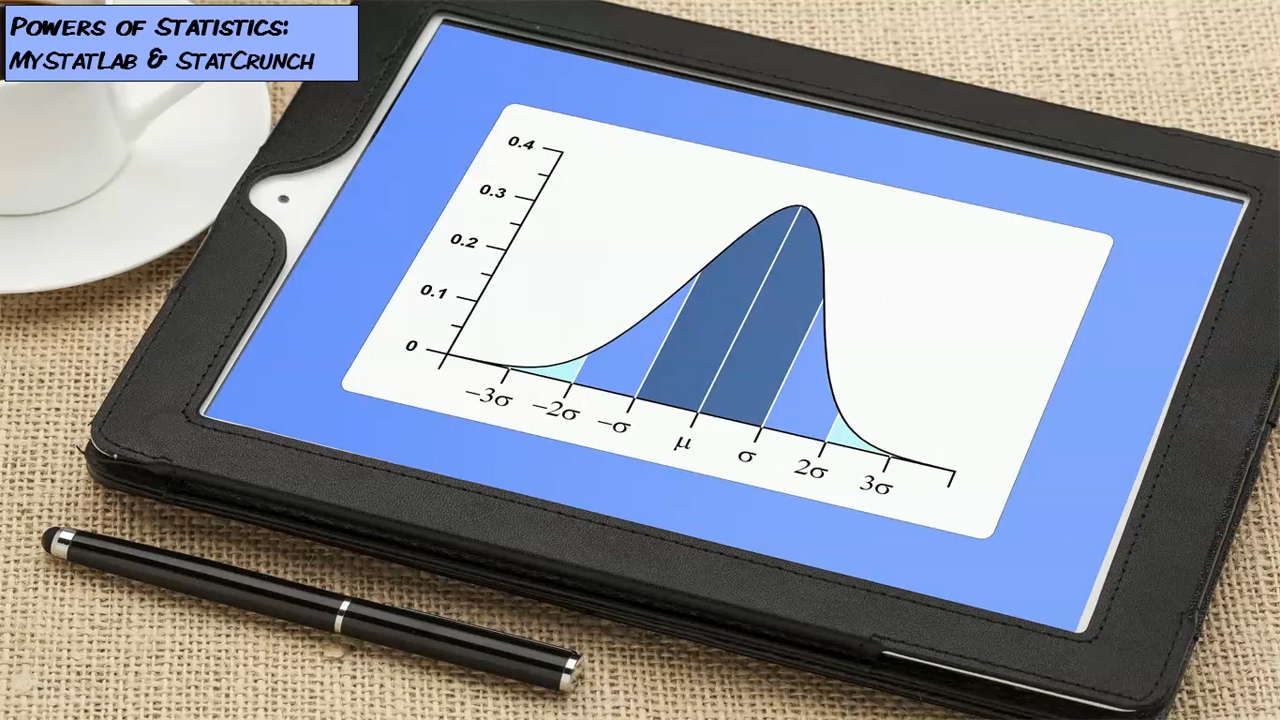 Powers of Statistics:
MyStatLab & StatCrunch
0.4
0.3
0.2
0.1
0
−3σ −2σ −σ μ σ 2σ 3σ